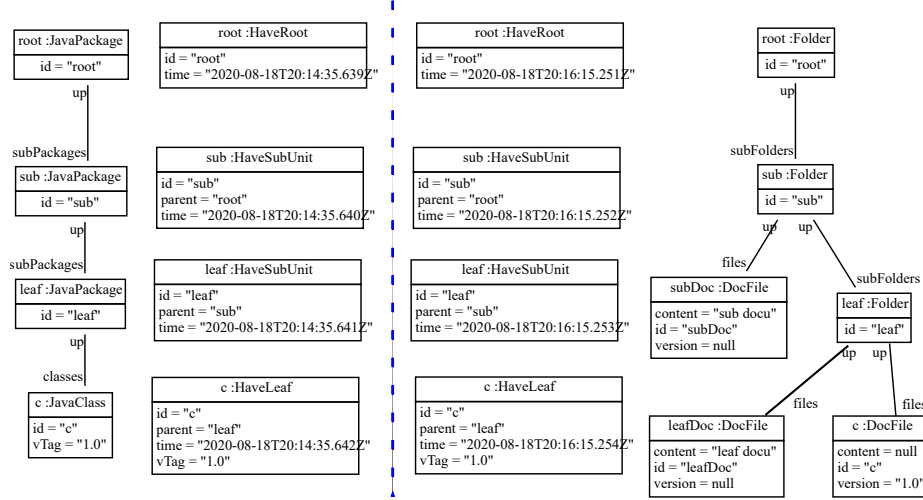 root :JavaPackage
id = "root"
up
subPackages
sub :JavaPackage
id = "sub"
up
subPackages
leaf :JavaPackage
id = "leaf"
up
classes
c :JavaClass
id = "c"
vTag = "1.0"
root :HaveRoot
id = "root"
time = "2020-08-18T20:14:35.639Z"
sub :HaveSubUnit
id = "sub"
parent = "root"
time = "2020-08-18T20:14:35.640Z"
leaf :HaveSubUnit
id = "leaf"
parent = "sub"
time = "2020-08-18T20:14:35.641Z"
c :HaveLeaf
id = "c"
parent = "leaf"
time = "2020-08-18T20:14:35.642Z"
vTag = "1.0"
root :HaveRoot
id = "root"
time = "2020-08-18T20:16:15.251Z"
sub :HaveSubUnit
id = "sub"
parent = "root"
time = "2020-08-18T20:16:15.252Z"
leaf :HaveSubUnit
id = "leaf"
parent = "sub"
time = "2020-08-18T20:16:15.253Z"
c :HaveLeaf
id = "c"
parent = "leaf"
time = "2020-08-18T20:16:15.254Z"
vTag = "1.0"
root :Folder
id = "root"
up
subFolders
sub :Folder
id = "sub"
up up
files
subFolders
subDoc :DocFile
content = "sub docu"
id = "subDoc"
version = null
leaf :Folder
id = "leaf"
up up
files
files
leafDoc :DocFile
content = "leaf docu"
id = "leafDoc"
version = null
c :DocFile
content = null
id = "c"
version = "1.0"